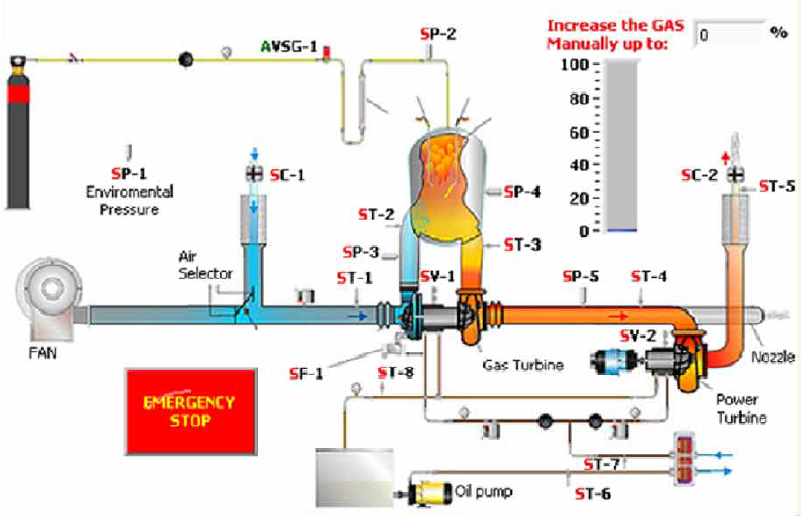 Increase the GAS
Manually up to:
0
%
AVSG-1
SP-2
100
80
60
40
20
0
SP-1
Enviromental
Pressure
SC-1
SP-4
SC-2
ST-5
ST-2
ST-3
SP-3
Air
Selector
ST-1
SV-1
SP-5
ST-4
FAN
SF-1
ST-8
Gas Turbine
SV-2
Nozzle
Power
Turbine
EMERGENCY
STOP
ST-7
Oil pump
ST-6